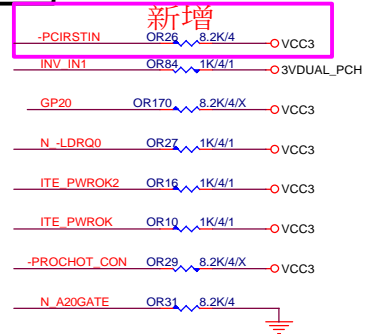 新增
-PCIRSTIN OR26 8.2K/4 VCC3
INV_IN1 OR84 1K/4/1 3VDUAL_PCH
GP20 OR170 8.2K/4/X VCC3
N_-LDRQ0 OR27 1K/4/1 VCC3
ITE_PWROK2 OR16 1K/4/1 VCC3
ITE_PWROK OR10 1K/4/1 VCC3
-PROCHOT_CON OR29 8.2K/4/X VCC3
N_A20GATE OR31 8.2K/4